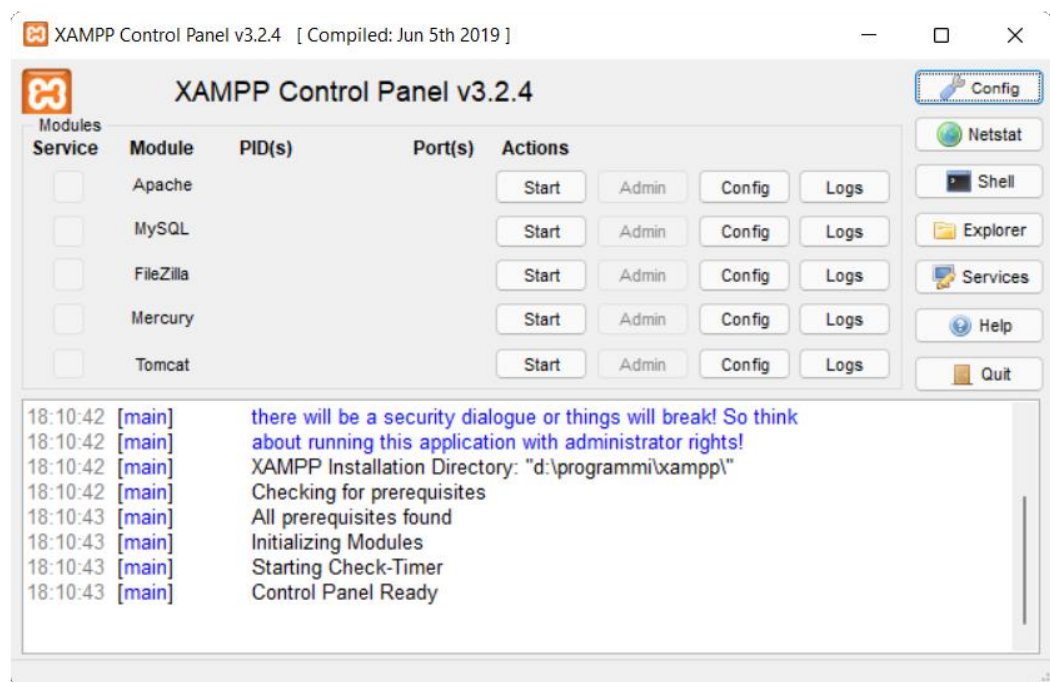 XAMPP Control Panel v3.2.4 [ Compiled: Jun 5th 2019 ]
XAMPP Control Panel v3.2.4
Config
Modules
Service Module PID(s) Port(s) Actions
Netstat
Apache Start Admin Config Logs
Shell
MySQL Start Admin Config Logs
Explorer
FileZilla Start Admin Config Logs
Services
Mercury Start Admin Config Logs
Help
Tomcat Start Admin Config Logs
Quit
18:10:42 [main] there will be a security dialogue or things will break! So think
18:10:42 [main] about running this application with administrator rights!
18:10:42 [main] XAMPP Installation Directory: "d:\programmi\xampp\"
18:10:42 [main] Checking for prerequisites
18:10:43 [main] All prerequisites found
18:10:43 [main] Initializing Modules
18:10:43 [main] Starting Check-Timer
18:10:43 [main] Control Panel Ready